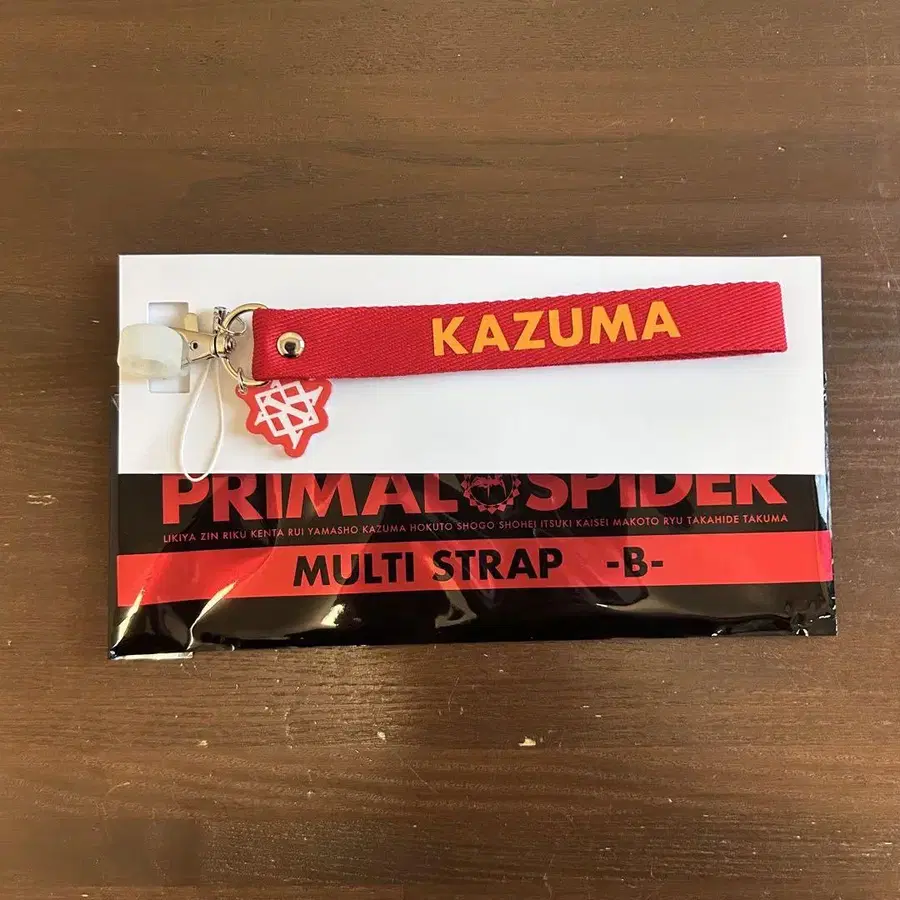 KAZUMA
PRIMAL SPIDER
LIKIYA ZIN RIKU KENTA RUI YAMASHO KAZUMA HOKUTO SHOGO SHOHEI ITSUKI KAISEI MAKOTO RYU TAKAHIDE TAKUMA
MULTI STRAP -B-